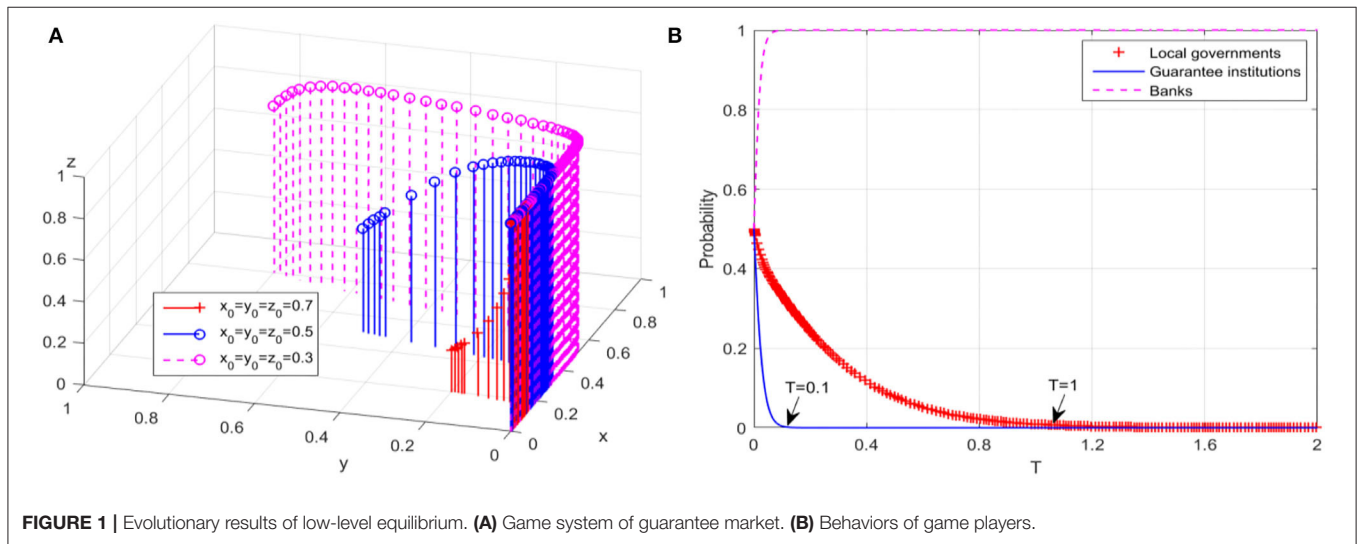 A
z
1
0.8
0.6
0.4
0.2
0
1
0.8
0.6
0.4
0.2
0
y
0
0.2
0.4
0.6
0.8
1
x
x₀=y₀=z₀=0.7
x₀=y₀=z₀=0.5
x₀=y₀=z₀=0.3
B
Probability
1
0.8
0.6
0.4
0.2
0
0
0.4
0.8
1.2
1.6
2
T
Local governments
Guarantee institutions
Banks
T=0.1
T=1
FIGURE 1 | Evolutionary results of low-level equilibrium. (A) Game system of guarantee market. (B) Behaviors of game players.